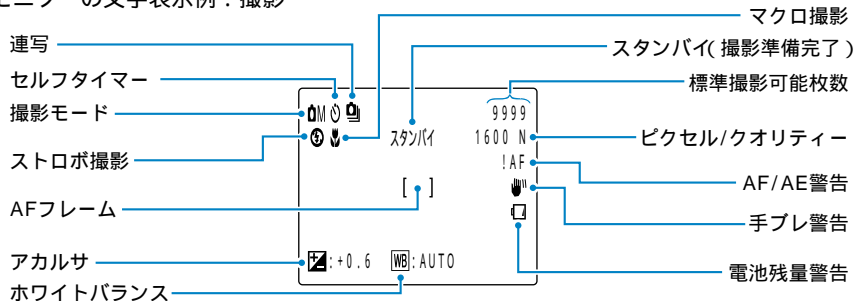 モニターの文字表示例：撮影
マクロ撮影
連写
スタンバイ(撮影準備完了)
セルフタイマー
標準撮影可能枚数
撮影モード
M
9999
スタンバイ
1600 N
ピクセル/クオリティー
ストロボ撮影
!AF
AF/AE警告
[ ]
AFフレーム
手ブレ警告
アカルサ
:+0.6 WB:AUTO
電池残量警告
ホワイトバランス